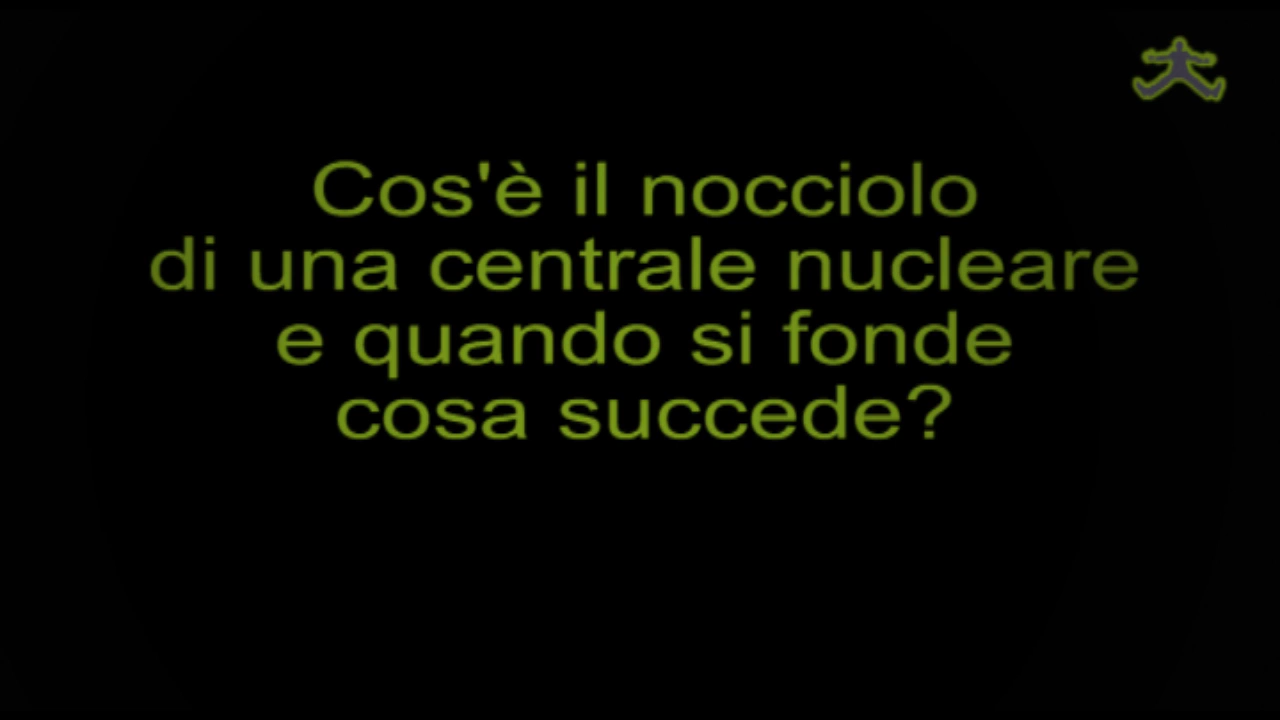 Cos'è il nocciolo
di una centrale nucleare
e quando si fonde
cosa succede?